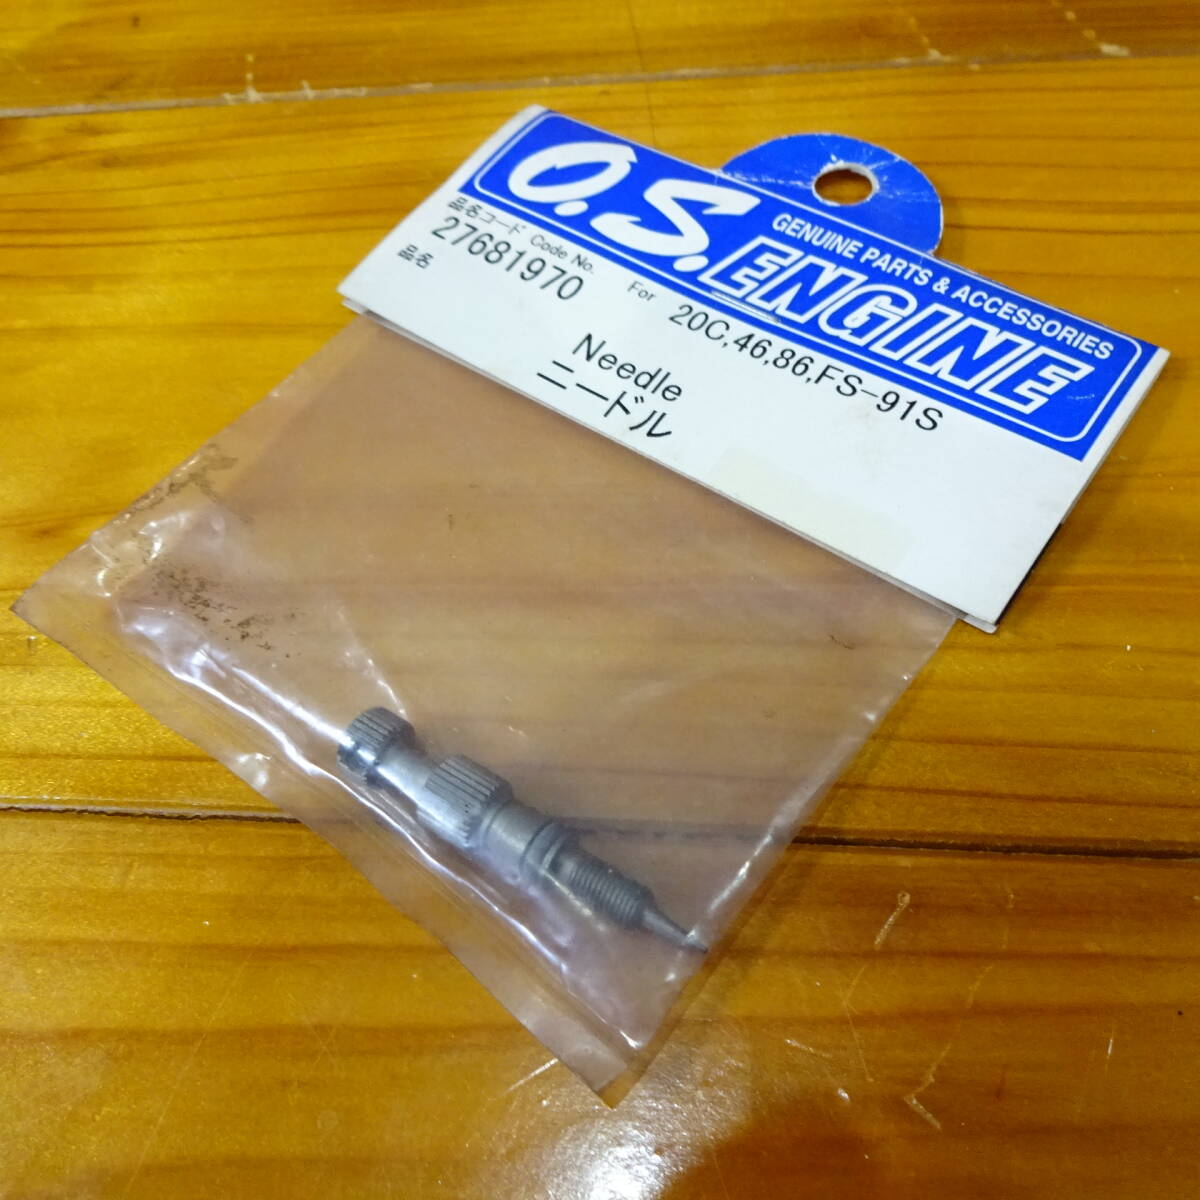 O.S. ENGINE
GENUINE PARTS & ACCESSORIES
品名コード Code No.
27681970
For 20C,46,86,FS-91S
品名
Needle
ニードル